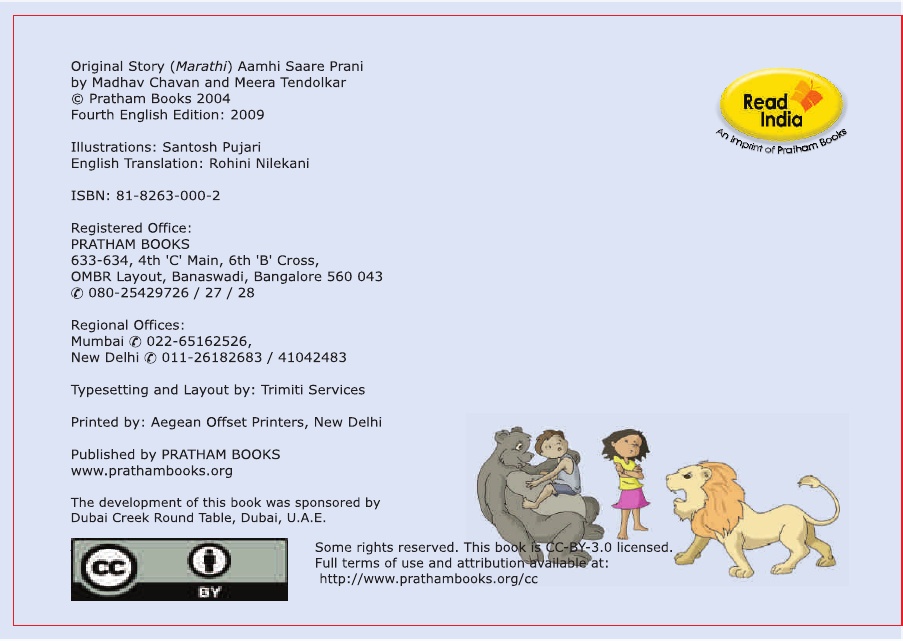 Original Story (Marathi) Aamhi Saare Prani
by Madhav Chavan and Meera Tendolkar
© Pratham Books 2004
Fourth English Edition: 2009
Illustrations: Santosh Pujari
English Translation: Rohini Nilekani
ISBN: 81-8263-000-2
Registered Office:
PRATHAM BOOKS
633-634, 4th 'C' Main, 6th 'B' Cross,
OMBR Layout, Banaswadi, Bangalore 560 043
✆ 080-25429726 / 27 / 28
Regional Offices:
Mumbai ✆ 022-65162526,
New Delhi ✆ 011-26182683 / 41042483
Typesetting and Layout by: Trimiti Services
Printed by: Aegean Offset Printers, New Delhi
Published by PRATHAM BOOKS
www.prathambooks.org
The development of this book was sponsored by
Dubai Creek Round Table, Dubai, U.A.E.
Read
India
An Imprint of Pratham Books
cc
BY
Some rights reserved. This book is CC-BY-3.0 licensed.
Full terms of use and attribution available at:
http://www.prathambooks.org/cc